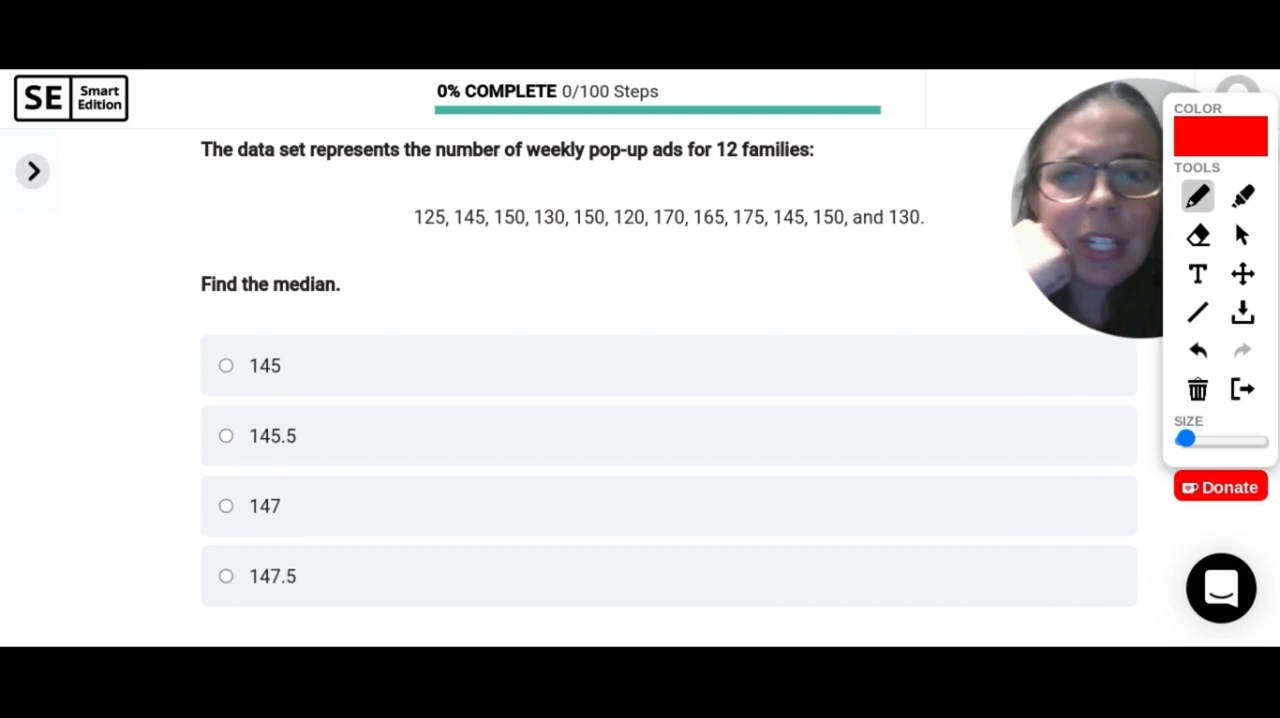 SE Smart Edition
0% COMPLETE 0/100 Steps
COLOR
TOOLS
The data set represents the number of weekly pop-up ads for 12 families:
125, 145, 150, 130, 150, 120, 170, 165, 175, 145, 150, and 130.
Find the median.
145
145.5
147
147.5
T
SIZE
Donate